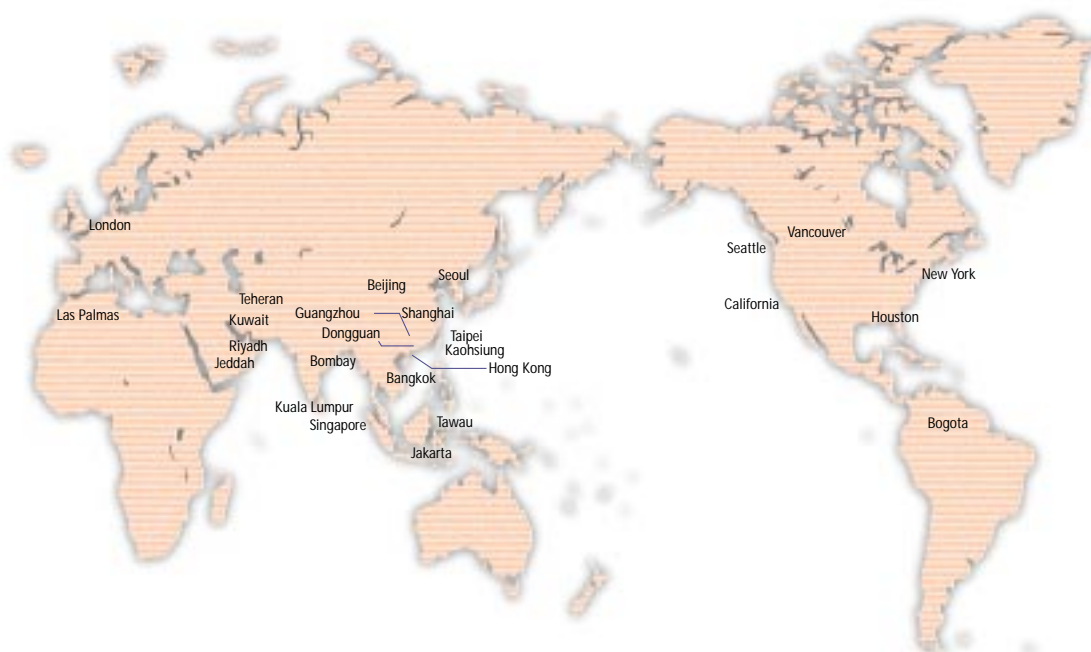 London
Vancouver
Seattle
New York
Seoul
Beijing
Teheran
California
Las Palmas
Guangzhou
Shanghai
Kuwait
Houston
Dongguan
Taipei
Riyadh
Kaohsiung
Jeddah
Bombay
Hong Kong
Bangkok
Kuala Lumpur
Singapore
Tawau
Bogota
Jakarta